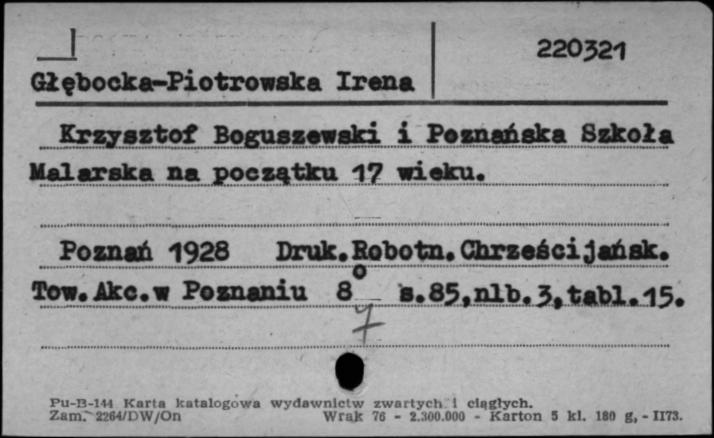 220321
Głębocka-Piotrowska Irena
Krzysztof Boguszewski i Poznańska Szkoła
Malarska na początku 17 wieku.
Poznań 1928 Druk.Robotn.Chrześcijańsk.
Tow.Akc.w Poznaniu 8° s.85,nlb.3,tabl.15.
7
Pu-B-144 Karta katalogowa wydawnictw zwartych i ciągłych.
Zam. 2264/DW/On Wrak 76 - 2.300.000 - Karton 5 kl. 180 g, - II73.